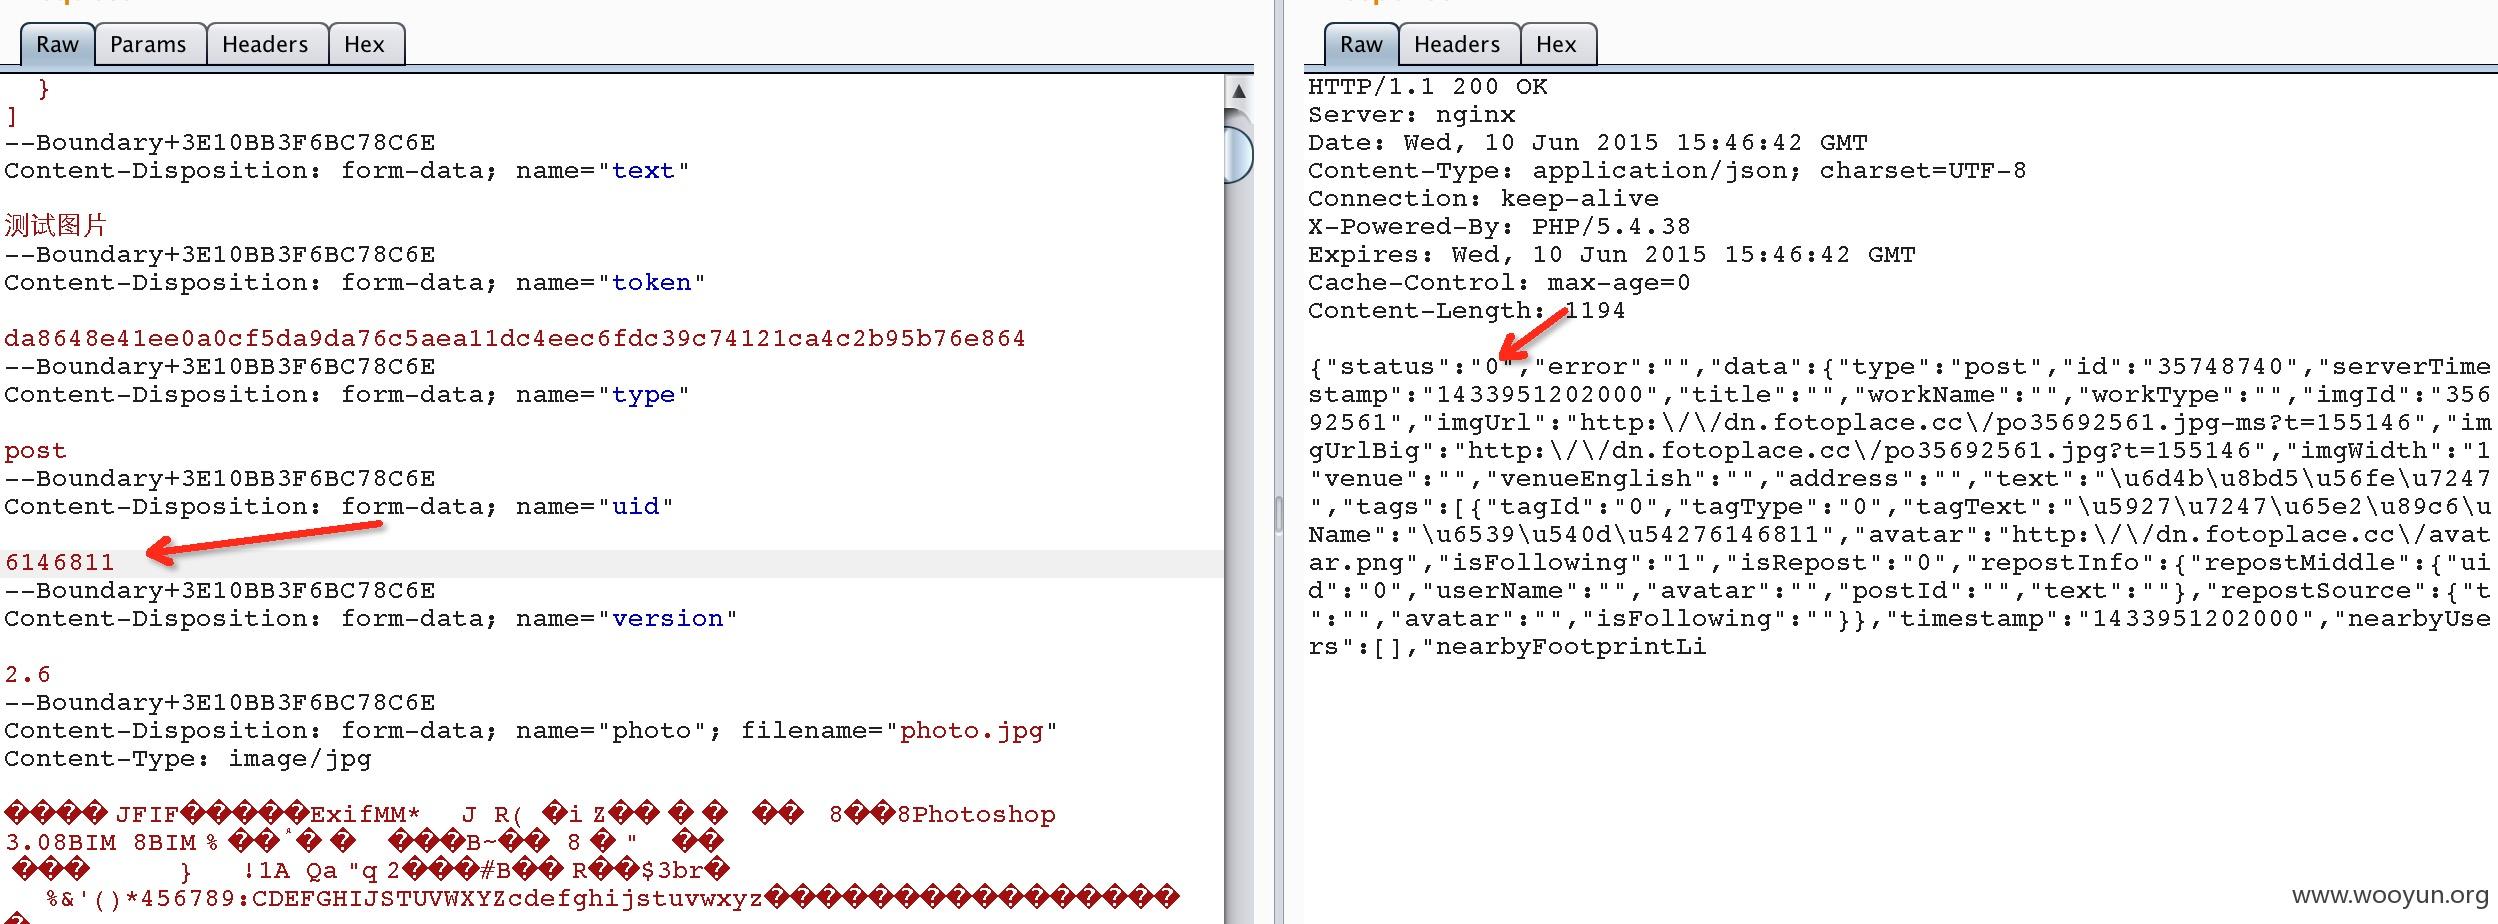 Raw Params Headers Hex
}
]
--Boundary+3E10BB3F6BC78C6E
Content-Disposition: form-data; name="text"
测试图片
--Boundary+3E10BB3F6BC78C6E
Content-Disposition: form-data; name="token"
da8648e41ee0a0cf5da9da76c5aea11dc4eec6fdc39c74121ca4c2b95b76e864
--Boundary+3E10BB3F6BC78C6E
Content-Disposition: form-data; name="type"
post
--Boundary+3E10BB3F6BC78C6E
Content-Disposition: form-data; name="uid"
6146811
--Boundary+3E10BB3F6BC78C6E
Content-Disposition: form-data; name="version"
2.6
--Boundary+3E10BB3F6BC78C6E
Content-Disposition: form-data; name="photo"; filename="photo.jpg"
Content-Type: image/jpg
����JFIF�����ExifMM* J R( �i Z�� � � �� 8��8Photoshop
3.08BIM 8BIM % �� � � ���B~�� 8 � " ��
��� } !1A Qa "q 2���#B�� R��$3br�
%&'()*456789:CDEFGHIJSTUVWXYZcdefghijstuvwxyz
Raw Headers Hex
HTTP/1.1 200 OK
Server: nginx
Date: Wed, 10 Jun 2015 15:46:42 GMT
Content-Type: application/json; charset=UTF-8
Connection: keep-alive
X-Powered-By: PHP/5.4.38
Expires: Wed, 10 Jun 2015 15:46:42 GMT
Cache-Control: max-age=0
Content-Length: 1194
{"status":"0","error":"","data":{"type":"post","id":"35748740","serverTime
stamp":"1433951202000","title":"","workName":"","workType":"","imgId":"356
92561","imgUrl":"http:\/\/dn.fotoplace.cc\/po35692561.jpg-ms?t=155146","im
gUrlBig":"http:\/\/dn.fotoplace.cc\/po35692561.jpg?t=155146","imgWidth":"1
"venue":"","venueEnglish":"","address":"","text":"\u6d4b\u8bd5\u56fe\u7247
","tags":[{"tagId":"0","tagType":"0","tagText":"\u5927\u7247\u65e2\u89c6\u
Name":"\u6539\u540d\u54276146811","avatar":"http:\/\/dn.fotoplace.cc\/avat
ar.png","isFollowing":"1","isRepost":"0","repostInfo":{"repostMiddle":{"ui
d":"0","userName":"","avatar":"","postId":"","text":""},"repostSource":{"t
":"","avatar":"","isFollowing":""}},"timestamp":"1433951202000","nearbyUse
rs":[],"nearbyFootprintLi
www.wooyun.org